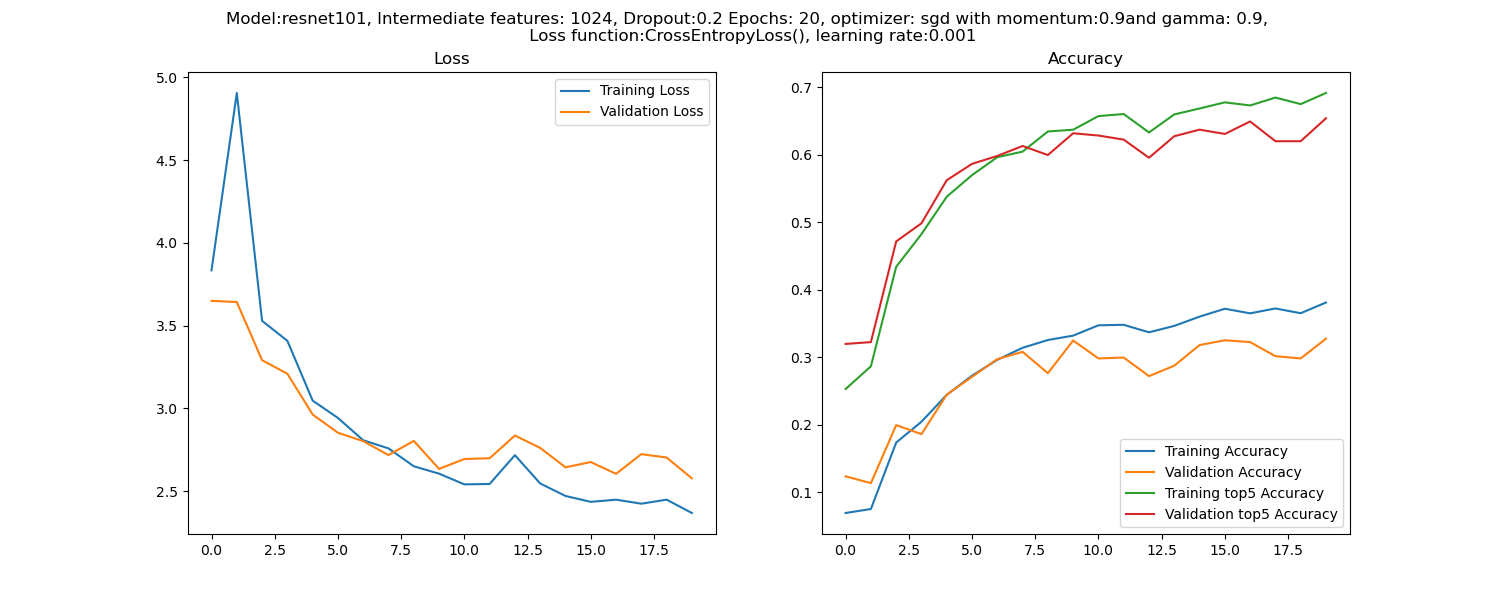 Model:resnet101, Intermediate features: 1024, Dropout:0.2 Epochs: 20, optimizer: sgd with momentum:0.9and gamma: 0.9,
Loss function:CrossEntropyLoss(), learning rate:0.001
Loss
5.0
4.5
4.0
3.5
3.0
2.5
0.0 2.5 5.0 7.5 10.0 12.5 15.0 17.5
Training Loss
Validation Loss
Accuracy
0.7
0.6
0.5
0.4
0.3
0.2
0.1
0.0 2.5 5.0 7.5 10.0 12.5 15.0 17.5
Training Accuracy
Validation Accuracy
Training top5 Accuracy
Validation top5 Accuracy